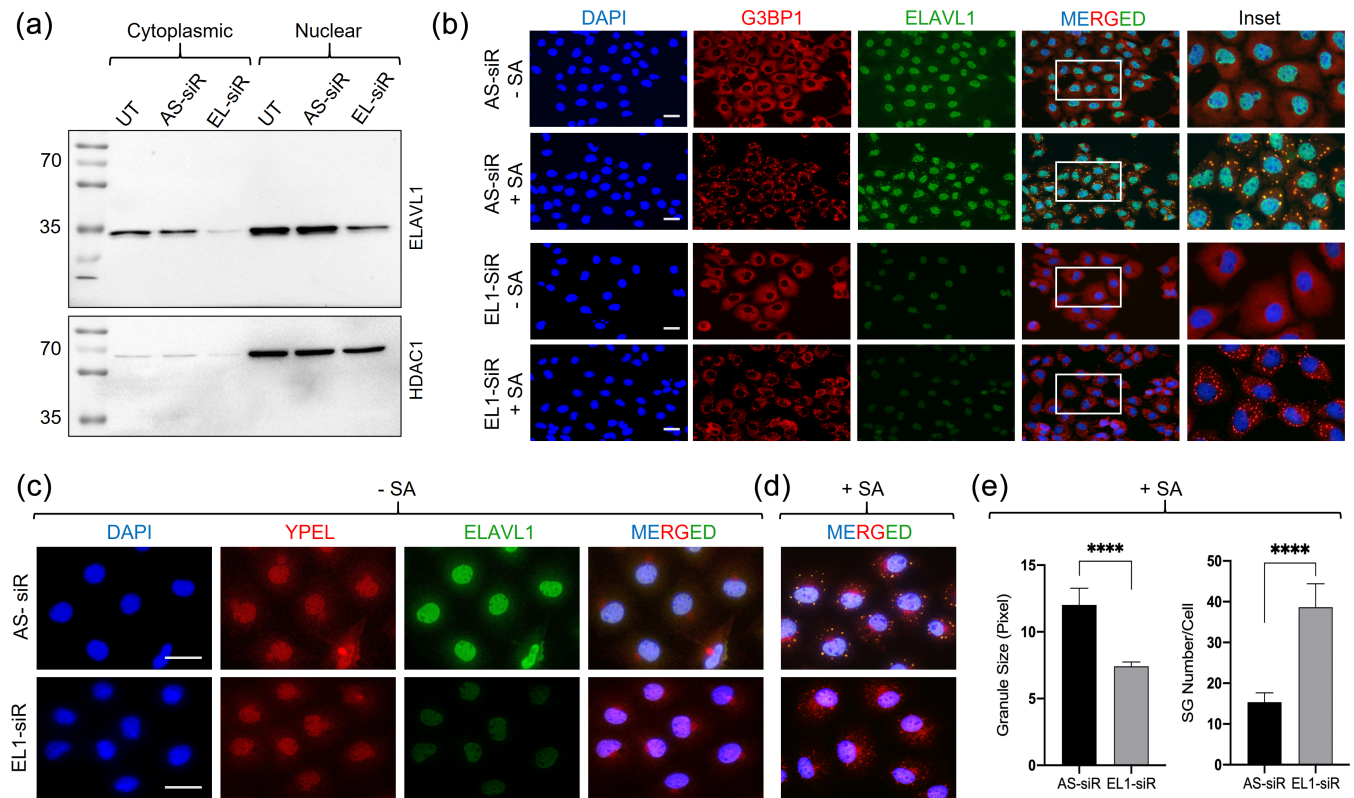 (a)
Cytoplasmic Nuclear
UT AS-siR EL-siR UT AS-siR EL-siR
70
35
ELAVL1
70
35
HDAC1
(b)
DAPI G3BP1 ELAVL1 MERGED Inset
AS-siR
- SA
AS-siR
+ SA
EL1-SiR
- SA
EL1-SiR
+ SA
(c)
- SA
DAPI YPEL ELAVL1 MERGED
AS- siR
EL1-siR
(d)
+ SA
MERGED
(e)
+ SA
Granule Size (Pixel)
15
10
5
0
****
AS-siR EL1-siR
SG Number/Cell
50
40
30
20
10
0
****
AS-siR EL1-siR